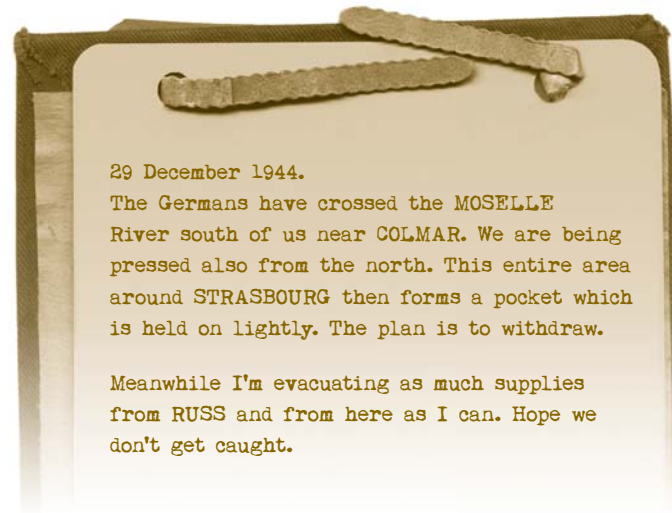 29 December 1944.
The Germans have crossed the MOSELLE
River south of us near COLMAR. We are being
pressed also from the north. This entire area
around STRASBOURG then forms a pocket which
is held on lightly. The plan is to withdraw.
Meanwhile I'm evacuating as much supplies
from RUSS and from here as I can. Hope we
don't get caught.